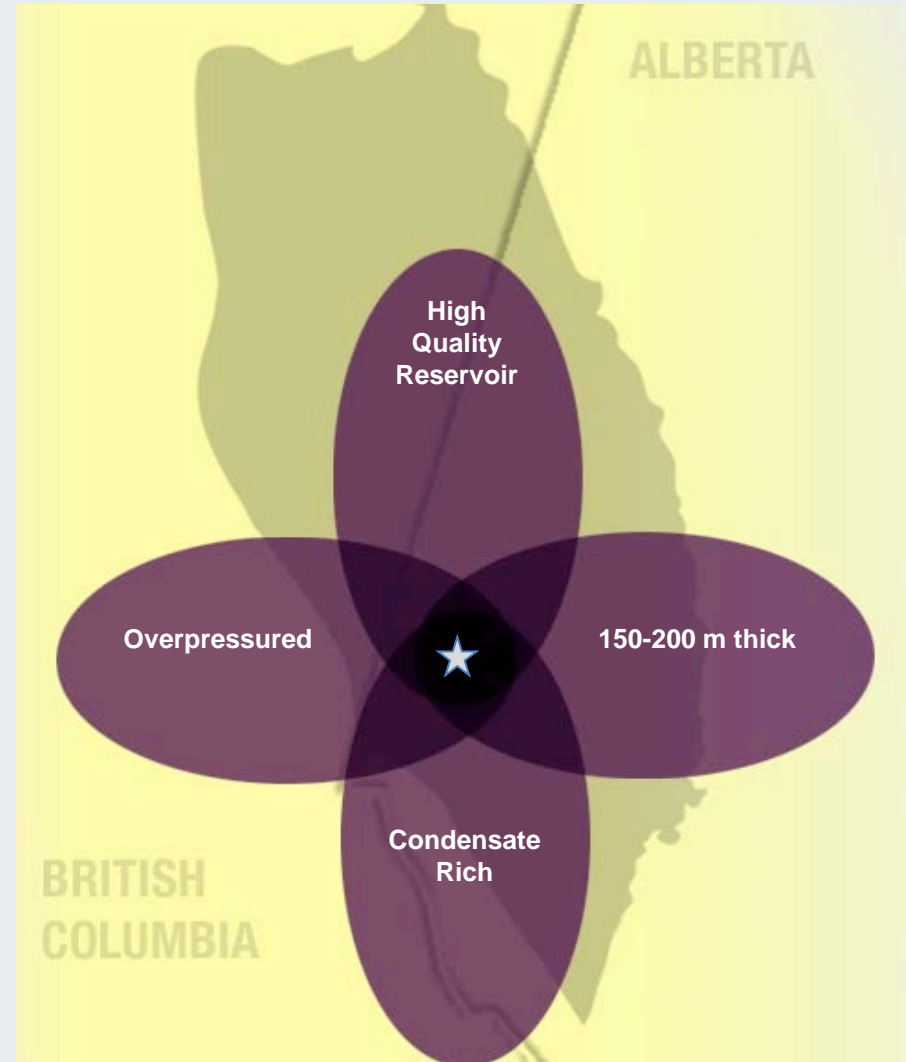 ALBERTA
High
Quality
Reservoir
Overpressured
150-200 m thick
Condensate
Rich
BRITISH
COLUMBIA